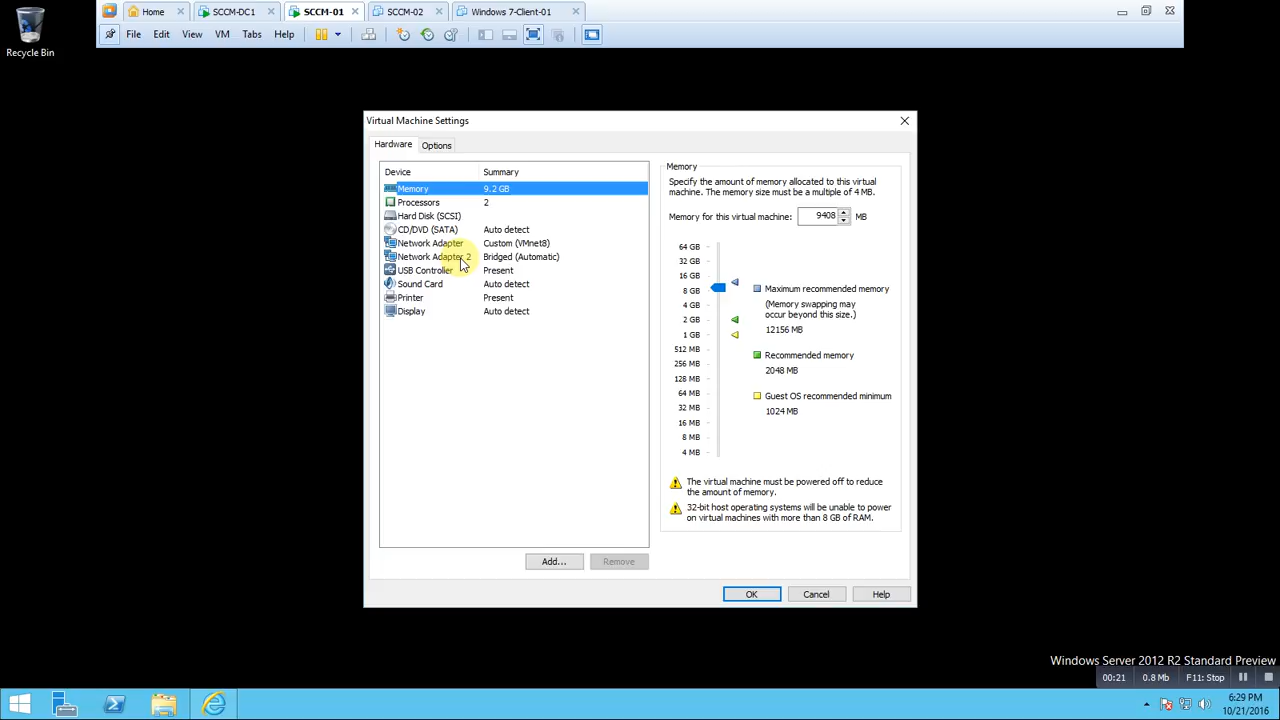 Home
SCCM-DC1
SCCM-01
SCCM-02
Windows 7-Client-01
File Edit View VM Tabs Help
Recycle Bin
Virtual Machine Settings
Hardware Options
Device Summary
Memory 9.2 GB
Processors 2
Hard Disk (SCSI)
CD/DVD (SATA) Auto detect
Network Adapter Custom (VMnet8)
Network Adapter 2 Bridged (Automatic)
USB Controller Present
Sound Card Auto detect
Printer Present
Display Auto detect
Add... Remove
Memory
Specify the amount of memory allocated to this virtual
machine. The memory size must be a multiple of 4 MB.
Memory for this virtual machine: 9408 MB
64 GB
32 GB
16 GB
8 GB
4 GB
2 GB
1 GB
512 MB
256 MB
128 MB
64 MB
32 MB
16 MB
8 MB
4 MB
Maximum recommended memory
(Memory swapping may
occur beyond this size.)
12156 MB
Recommended memory
2048 MB
Guest OS recommended minimum
1024 MB
The virtual machine must be powered off to reduce
the amount of memory.
32-bit host operating systems will be unable to power
on virtual machines with more than 8 GB of RAM.
OK Cancel Help
Windows Server 2012 R2 Standard Preview
00:21 0.8 Mb F11: Stop
6:29 PM
10/21/2016